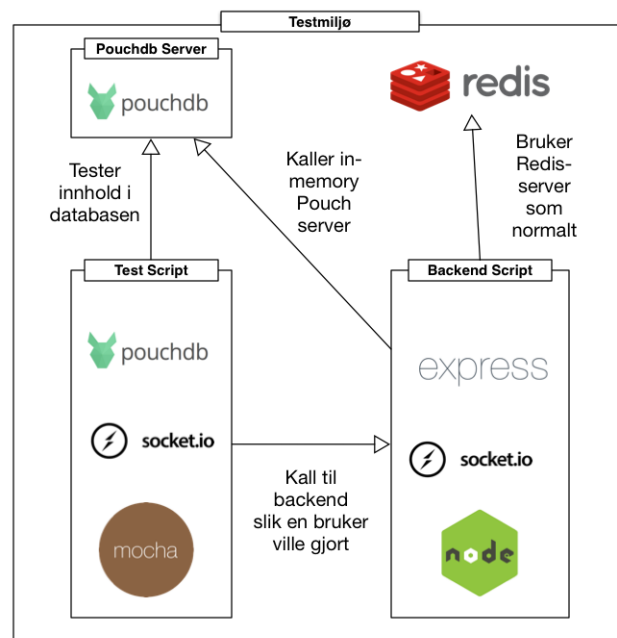 Testmiljø
Pouchdb Server
pouchdb
redis
Tester
innhold i
databasen
Kaller in-
memory
Pouch
server
Bruker
Redis-
server
som
normalt
Test Script
pouchdb
socket.io
mocha
Kall til
backend
slik en bruker
ville gjort
Backend Script
express
socket.io
node